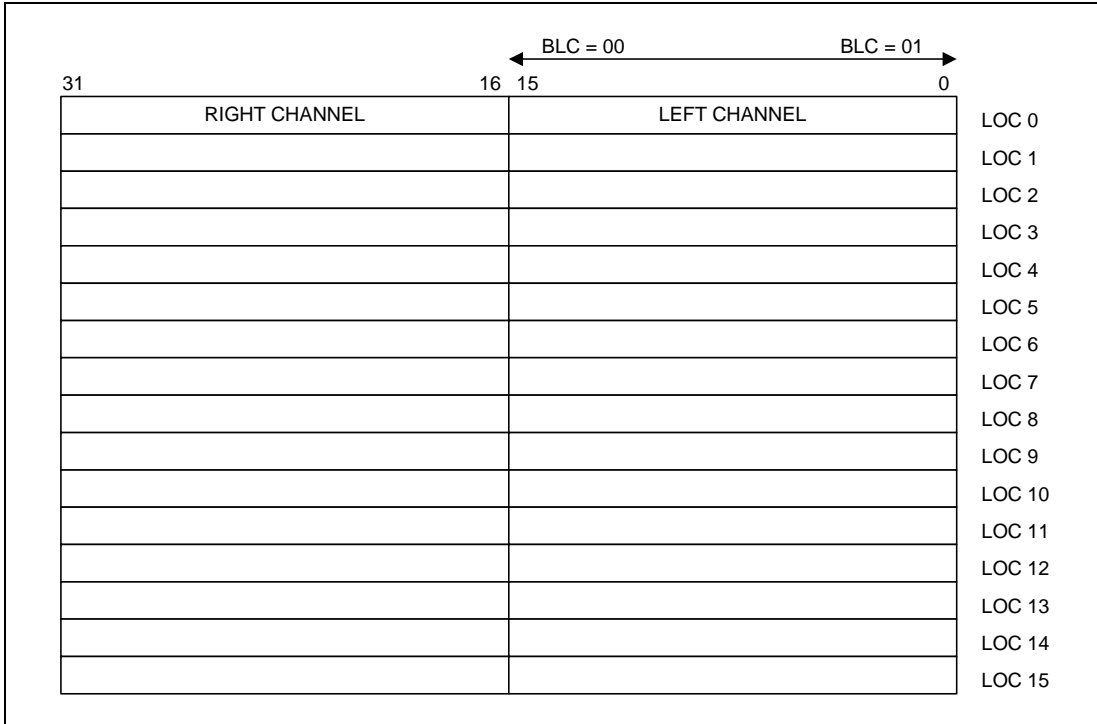 BLC = 00 BLC = 01
31 16 15 0
RIGHT CHANNEL LEFT CHANNEL LOC 0
LOC 1
LOC 2
LOC 3
LOC 4
LOC 5
LOC 6
LOC 7
LOC 8
LOC 9
LOC 10
LOC 11
LOC 12
LOC 13
LOC 14
LOC 15